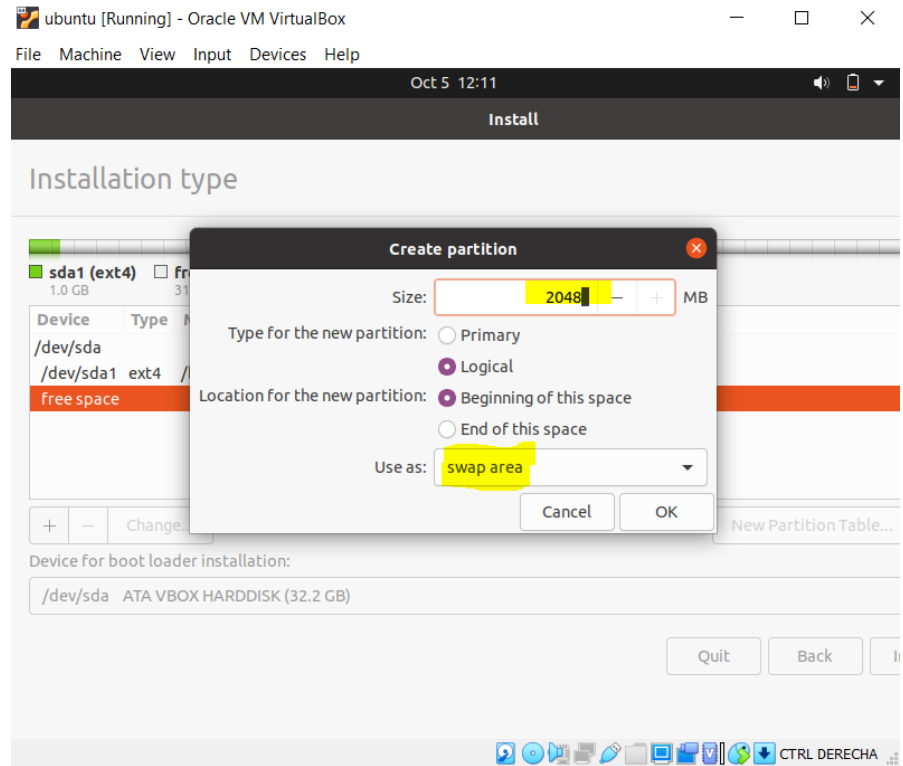 ubuntu [Running] - Oracle VM VirtualBox
File Machine View Input Devices Help
Oct 5 12:11
Install
Installation type
Create partition
sda1 (ext4)
1.0 GB
Size: 2048 MB
Device Type
Type for the new partition: Primary
/dev/sda
Logical
/dev/sda1 ext4
Location for the new partition: Beginning of this space
free space
End of this space
Use as: swap area
Cancel OK
+ − Change... New Partition Table...
Device for boot loader installation:
/dev/sda ATA VBOX HARDDISK (32.2 GB)
Quit Back
CTRL DERECHA